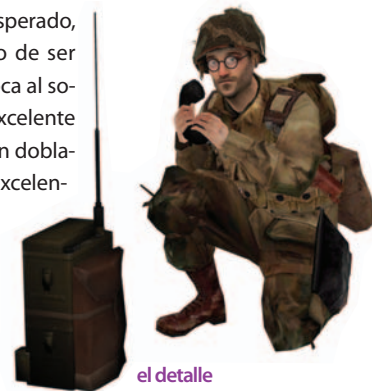 sperado,
o de ser
ca al so-
xcelente
n dobla-
xcelen-
el detalle